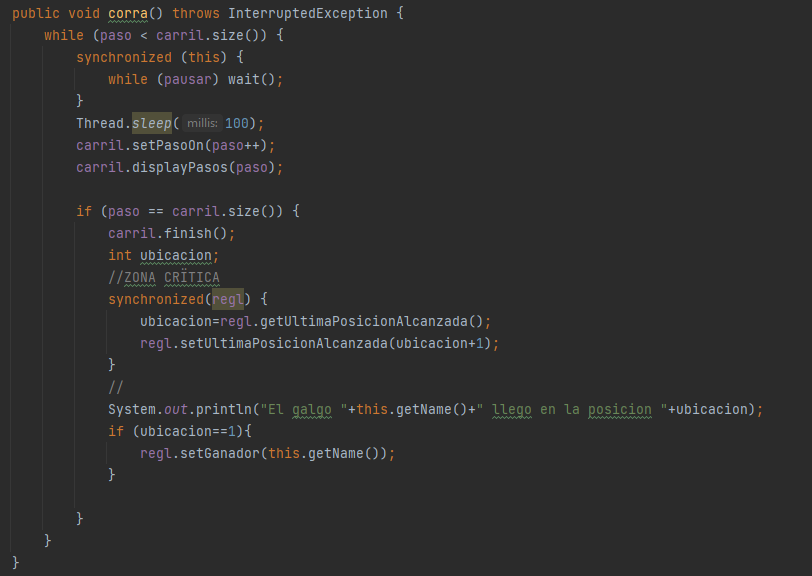 public void corra() throws InterruptedException {
    while (paso < carril.size()) {
        synchronized (this) {
            while (pausar) wait();
        }
        Thread.sleep( millis: 100);
        carril.setPasoOn(paso++);
        carril.displayPasos(paso);

        if (paso == carril.size()) {
            carril.finish();
            int ubicacion;
            //ZONA CRÍTICA
            synchronized(regl) {
                ubicacion=regl.getUltimaPosicionAlcanzada();
                regl.setUltimaPosicionAlcanzada(ubicacion+1);
            }
            //
            System.out.println("El galgo "+this.getName()+" llego en la posicion "+ubicacion);
            if (ubicacion==1){
                regl.setGanador(this.getName());
            }

        }
    }
}